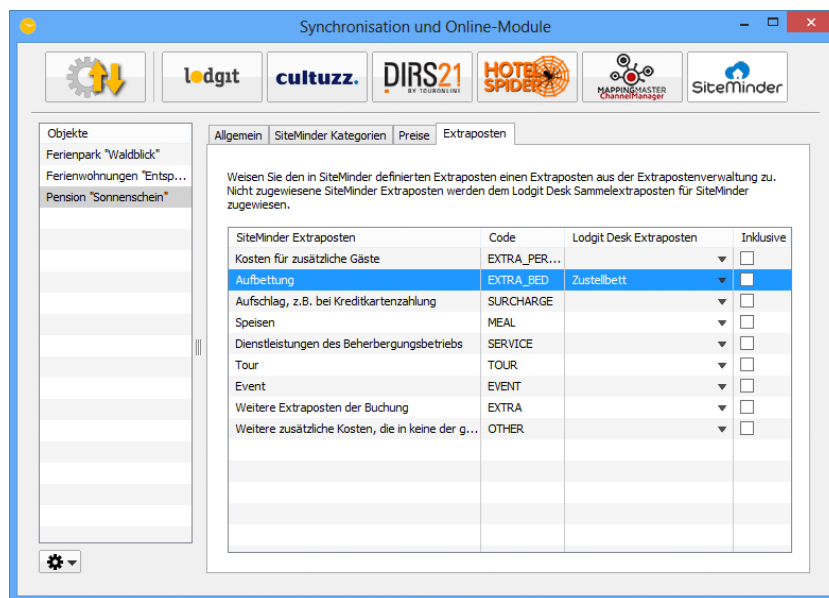 Synchronisation und Online-Module
lodgit
cultuzz.
DIRS21
BY TOURONLINE
HOTEL
SPIDER
MAPPINGMASTER
ChannelManager
SiteMinder
Objekte
Ferienpark "Waldblick"
Ferienwohnungen "Entsp...
Pension "Sonnenschein"
Allgemein SiteMinder Kategorien Preise Extraposten
Weisen Sie den in SiteMinder definierten Extraposten einen Extraposten aus der Extrapostenverwaltung zu.
Nicht zugewiesene SiteMinder Extraposten werden dem Lodgit Desk Sammelextraposten für SiteMinder
zugewiesen.
SiteMinder Extraposten Code Lodgit Desk Extraposten Inklusive
Kosten für zusätzliche Gäste EXTRA_PER...
Aufbettung EXTRA_BED Zustellbett
Aufschlag, z.B. bei Kreditkartenzahlung SURCHARGE
Speisen MEAL
Dienstleistungen des Beherbergungsbetriebs SERVICE
Tour TOUR
Event EVENT
Weitere Extraposten der Buchung EXTRA
Weitere zusätzliche Kosten, die in keine der g... OTHER